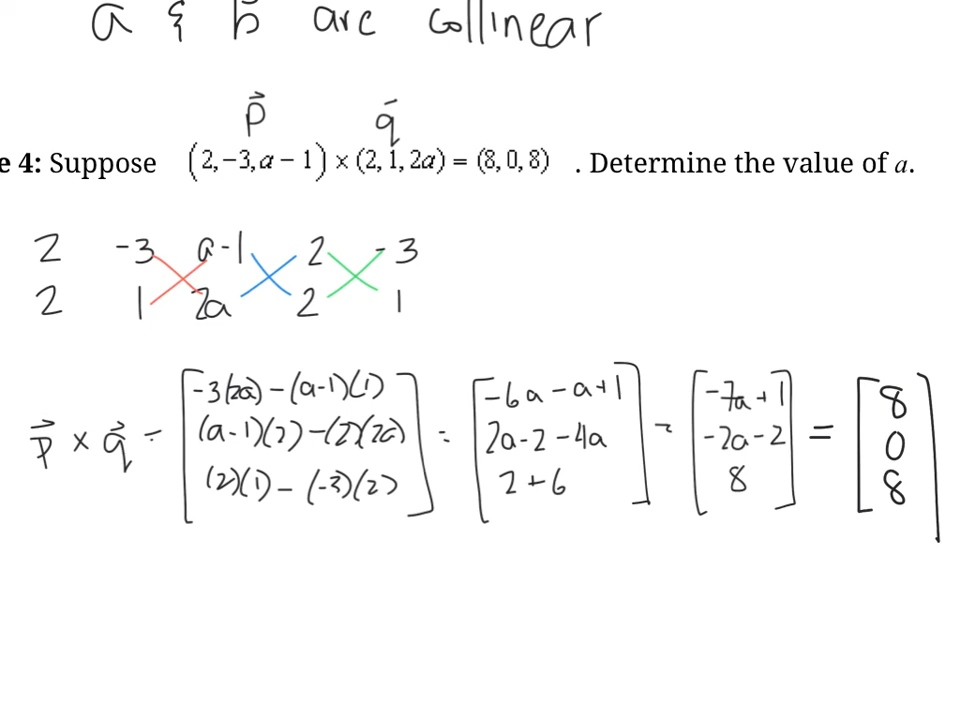 a & b are collinear
p⃗ q⃗
e 4: Suppose (2,−3,a − 1) × (2,1,2a) = (8,0,8) . Determine the value of a.
2 -3 a-1 2 -3
2 1 2a 2 1
p⃗ × q⃗ = [-3(2a) - (a-1)(1) = [-6a - a+1 = [-7a+1 = [8
(a-1)(2) - (2)(2a) 2a-2-4a -2a-2 0
(2)(1) - (-3)(2)] 2+6] 8] 8]